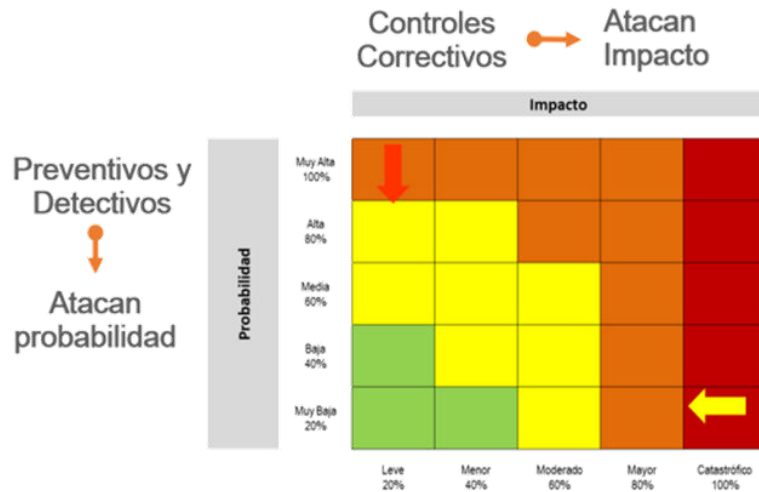 Controles
Correctivos
Atacan
Impacto
Impacto
Preventivos y
Detectivos
Atacan
probabilidad
Probabilidad
Muy Alta
100%
Alta
80%
Media
60%
Baja
40%
Muy Baja
20%
Leve
20%
Menor
40%
Moderado
60%
Mayor
80%
Catastrófico
100%